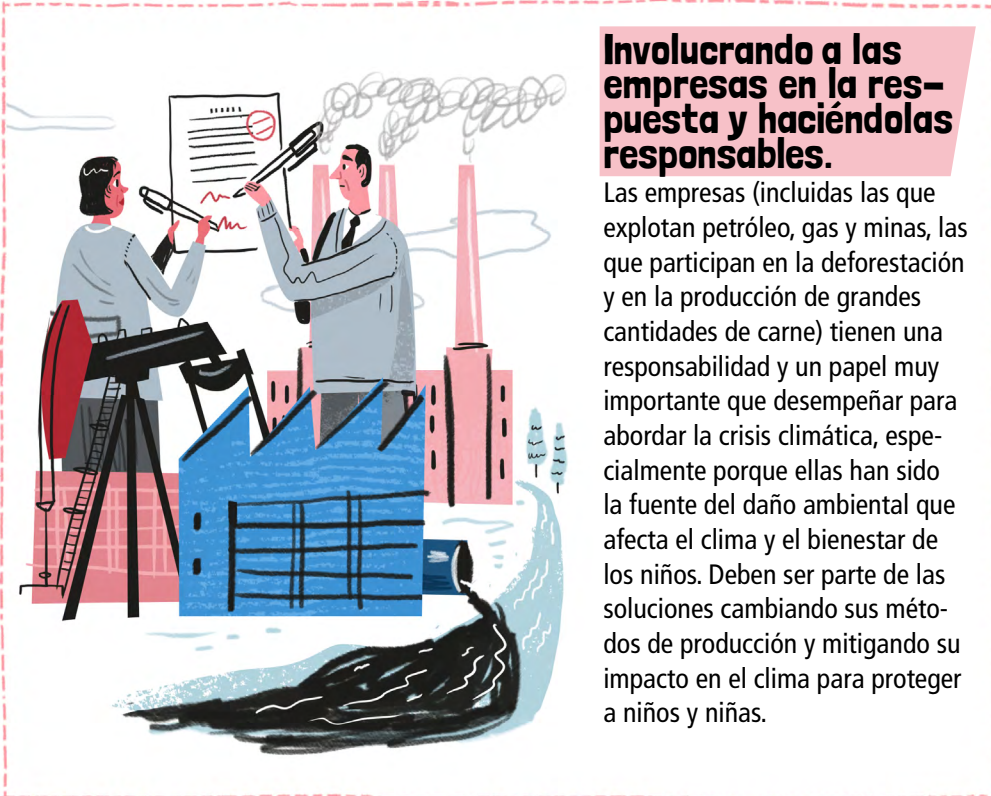 Involucrando a las
empresas en la res-
puesta y haciéndolas
responsables.
Las empresas (incluidas las que
explotan petróleo, gas y minas, las
que participan en la deforestación
y en la producción de grandes
cantidades de carne) tienen una
responsabilidad y un papel muy
importante que desempeñar para
abordar la crisis climática, espe-
cialmente porque ellas han sido
la fuente del daño ambiental que
afecta el clima y el bienestar de
los niños. Deben ser parte de las
soluciones cambiando sus méto-
dos de producción y mitigando su
impacto en el clima para proteger
a niños y niñas.